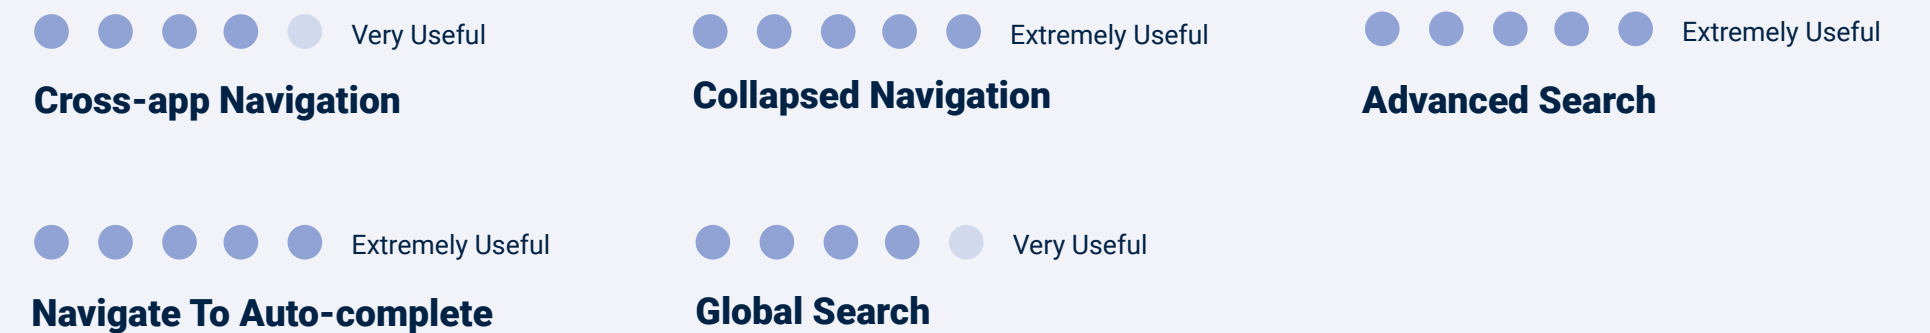 Very Useful
Cross-app Navigation
Extremely Useful
Collapsed Navigation
Extremely Useful
Advanced Search
Extremely Useful
Navigate To Auto-complete
Very Useful
Global Search